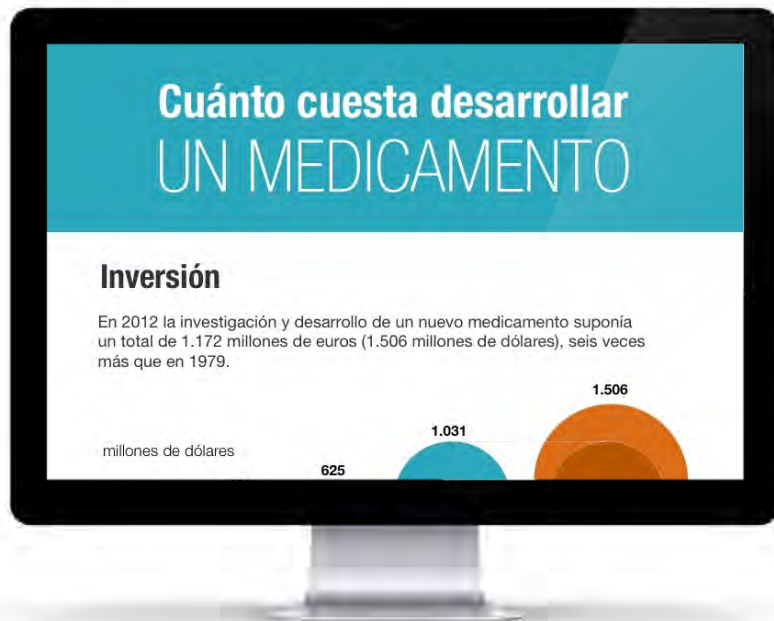 Cuánto cuesta desarrollar
UN MEDICAMENTO
Inversión
En 2012 la investigación y desarrollo de un nuevo medicamento suponía
un total de 1.172 millones de euros (1.506 millones de dólares), seis veces
más que en 1979.
1.506
1.031
millones de dólares
625